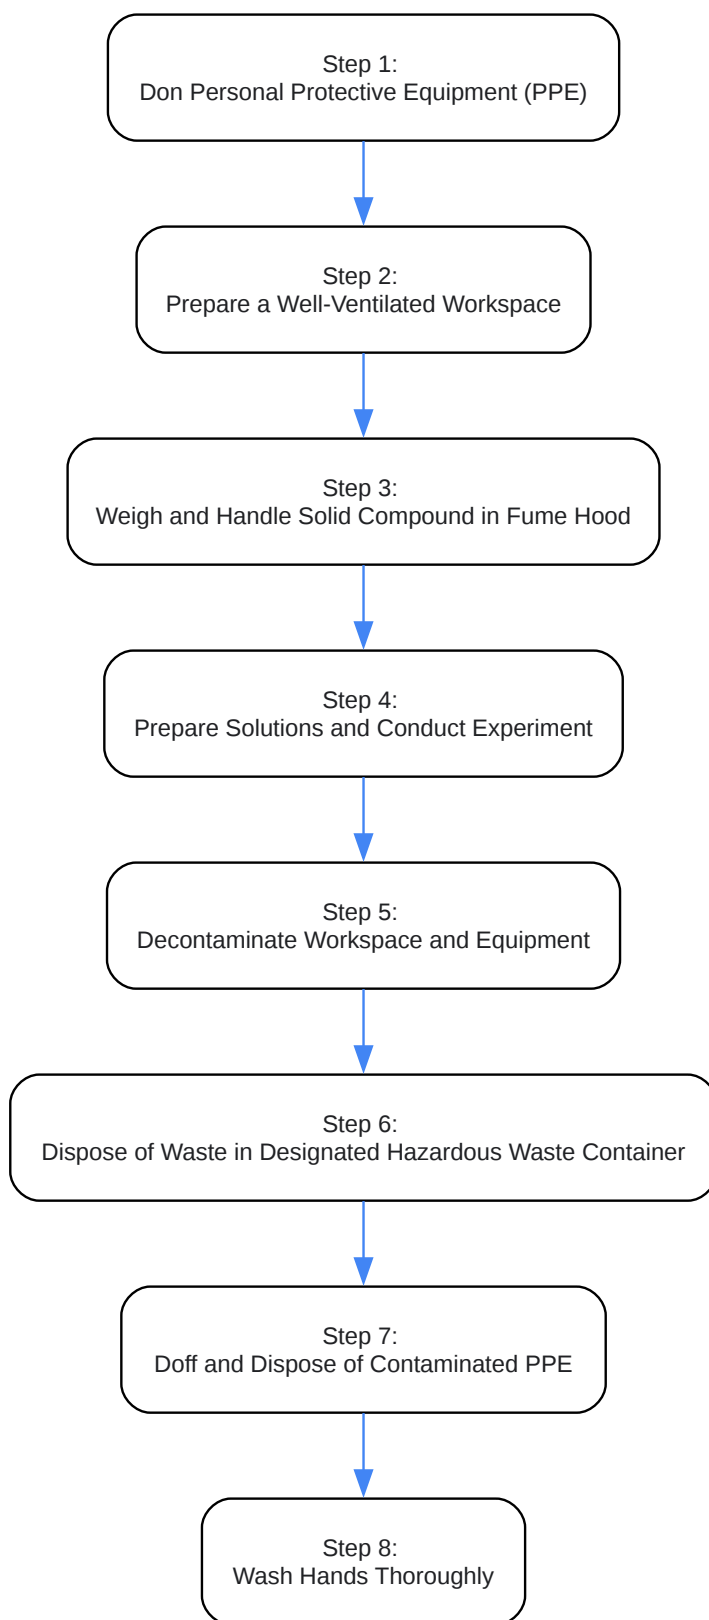 Step 1:
Don Personal Protective Equipment (PPE)
Step 2:
Prepare a Well-Ventilated Workspace
Step 3:
Weigh and Handle Solid Compound in Fume Hood
Step 4:
Prepare Solutions and Conduct Experiment
Step 5:
Decontaminate Workspace and Equipment
Step 6:
Dispose of Waste in Designated Hazardous Waste Container
Step 7:
Doff and Dispose of Contaminated PPE
Step 8:
Wash Hands Thoroughly